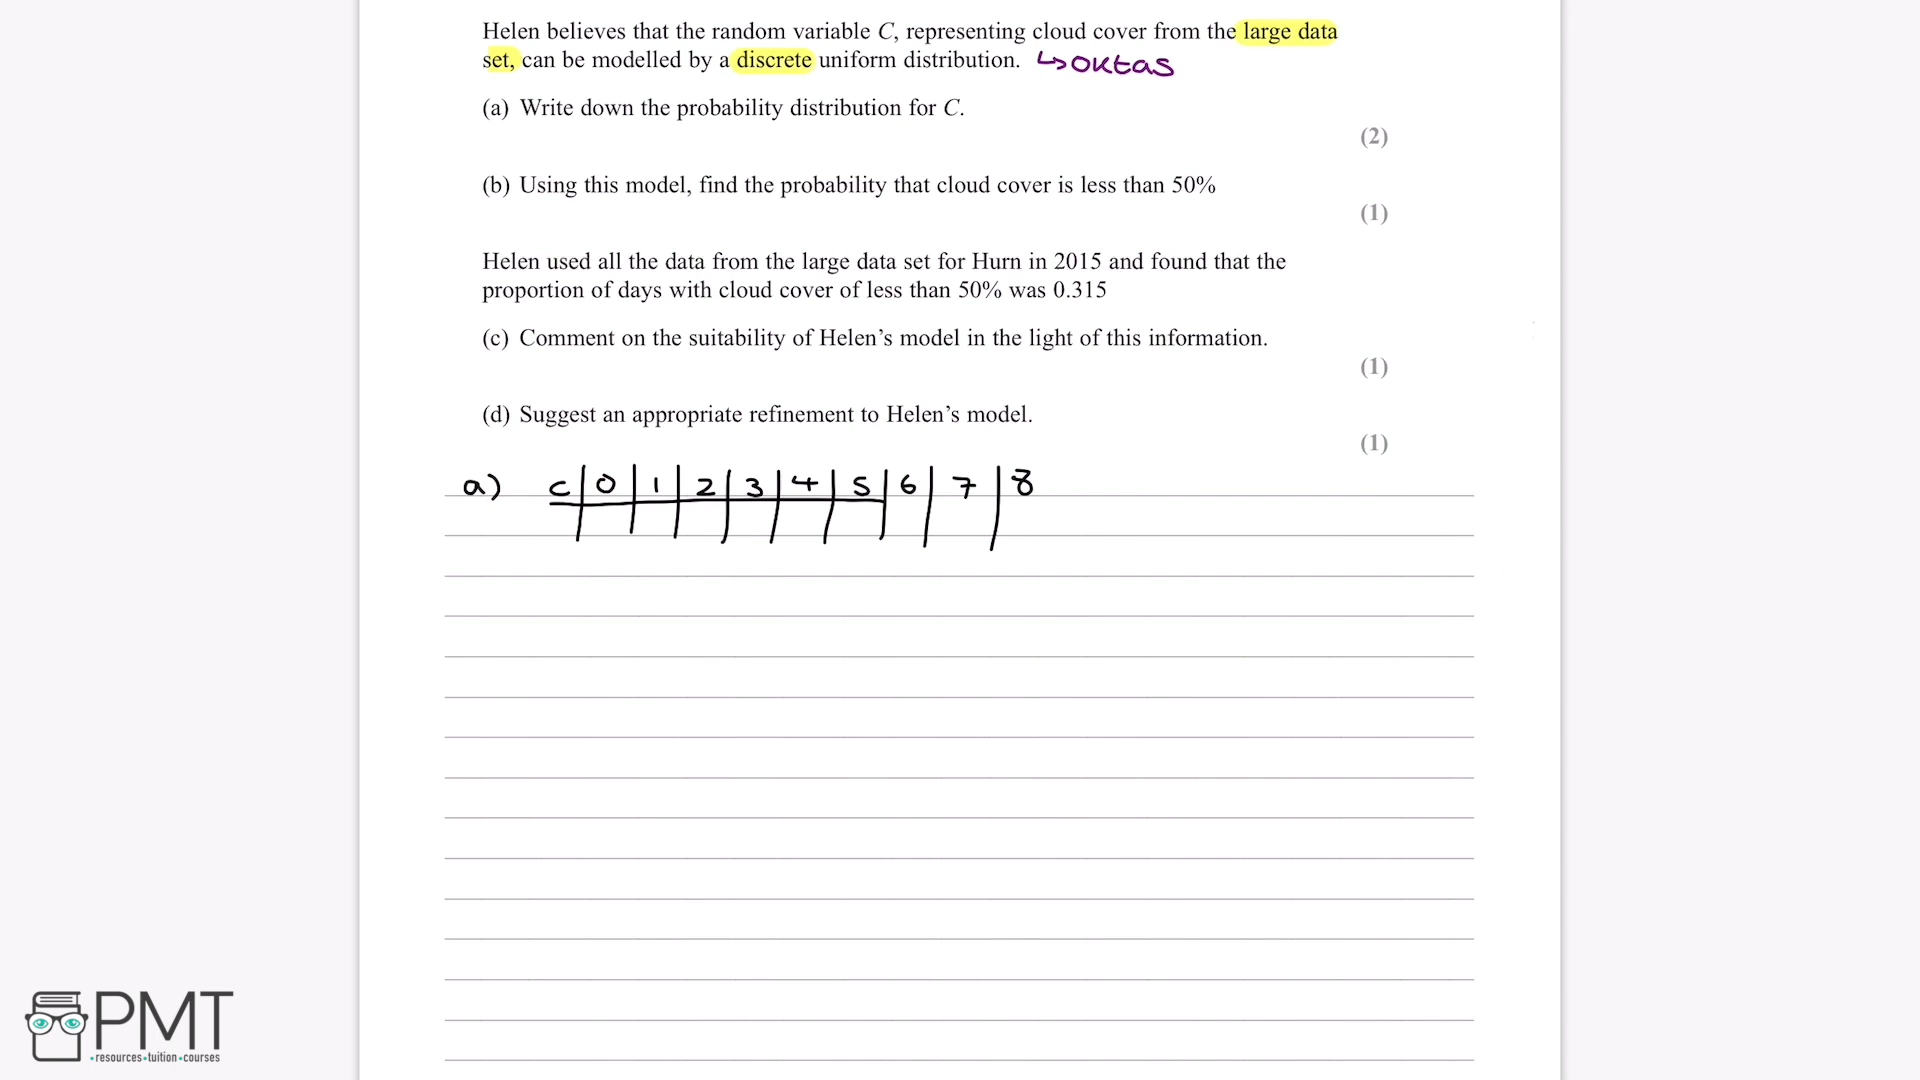 Helen believes that the random variable C, representing cloud cover from the large data
set, can be modelled by a discrete uniform distribution. ↳ oktas
(a) Write down the probability distribution for C.
(2)
(b) Using this model, find the probability that cloud cover is less than 50%
(1)
Helen used all the data from the large data set for Hurn in 2015 and found that the
proportion of days with cloud cover of less than 50% was 0.315
(c) Comment on the suitability of Helen's model in the light of this information.
(1)
(d) Suggest an appropriate refinement to Helen's model.
(1)
a) c 0 1 2 3 4 5 6 7 8
PMT
•resources•tuition•courses